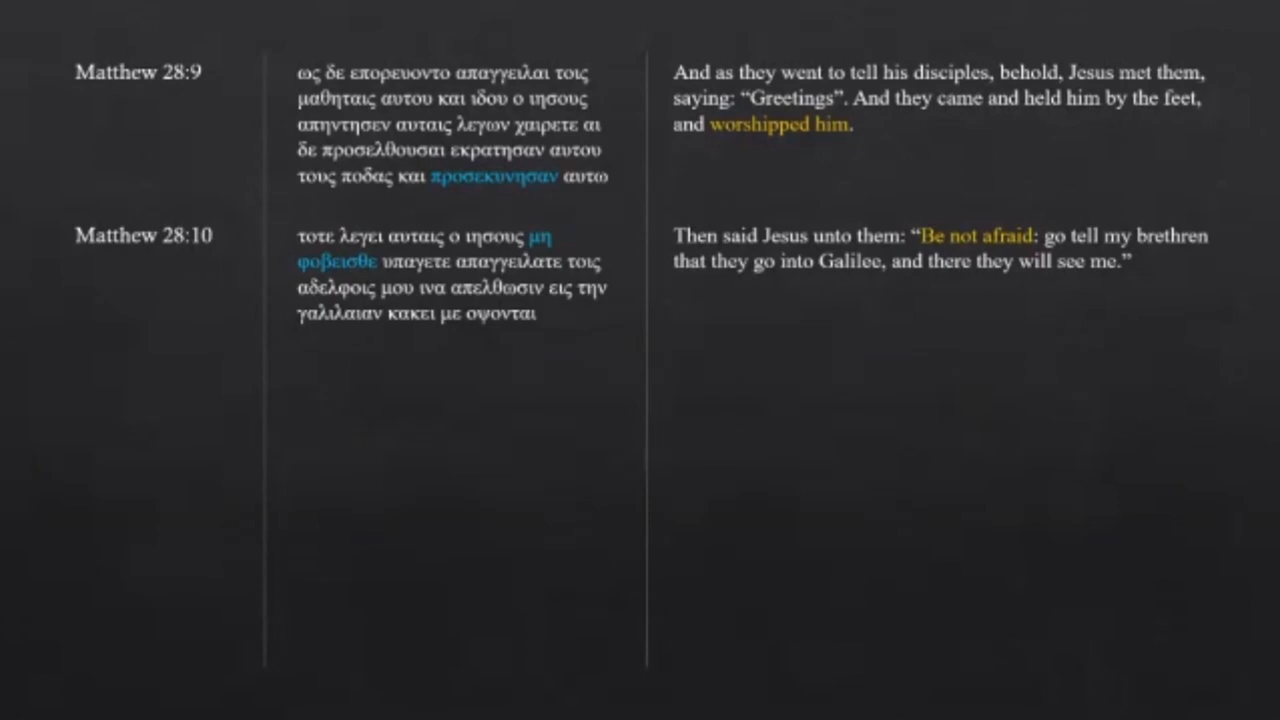 Matthew 28:9
ως δε επορευοντο απαγγειλαι τοις
μαθηταις αυτου και ιδου ο ιησους
απηντησεν αυταις λεγων χαιρετε αι
δε προσελθουσαι εκρατησαν αυτου
τους ποδας και προσεκυνησαν αυτω
And as they went to tell his disciples, behold, Jesus met them,
saying: “Greetings”. And they came and held him by the feet,
and worshipped him.
Matthew 28:10
τοτε λεγει αυταις ο ιησους μη
φοβεισθε υπαγετε απαγγειλατε τοις
αδελφοις μου ινα απελθωσιν εις την
γαλιλαιαν κακει με οψονται
Then said Jesus unto them: “Be not afraid: go tell my brethren
that they go into Galilee, and there they will see me.”